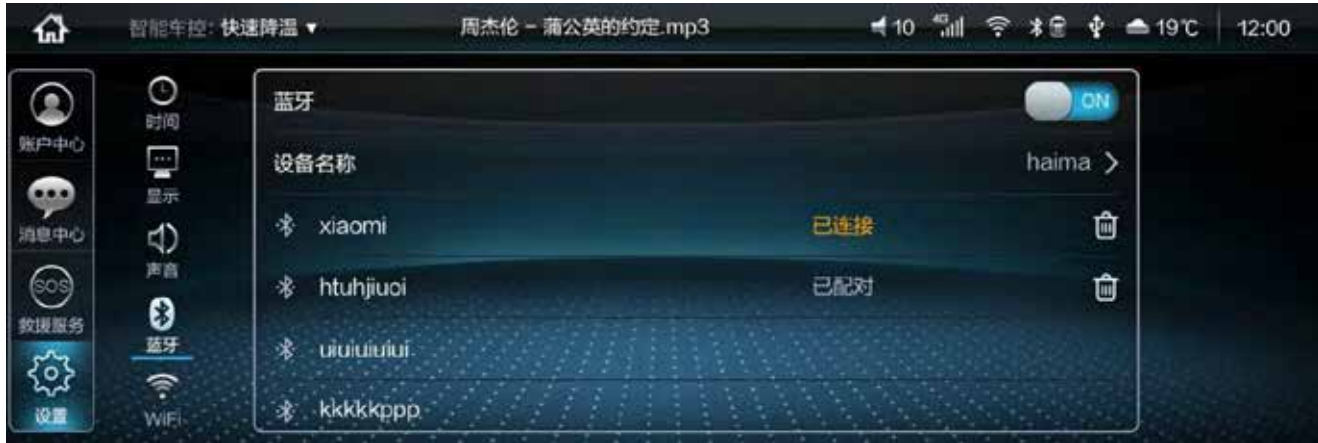 智能车控: 快速降温 ▼ 周杰伦 - 蒲公英的约定.mp3 10 4G 19℃ 12:00
账户中心
消息中心
SOS
救援服务
设置
时间
显示
声音
蓝牙
WiFi
蓝牙 ON
设备名称 haima >
xiaomi 已连接
htuhjiuoi 已配对
uiuiuiuiui
kkkkkppp